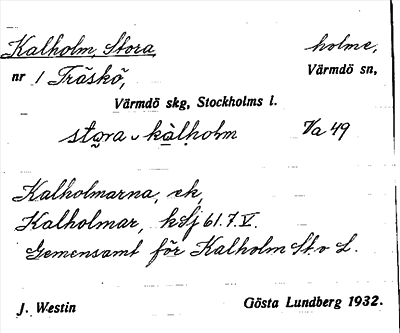 Kalholm, Stora, holme,
nr 1 Träskö, Värmdö sn,
Värmdö skg, Stockholms l.
stora kalholm Va 49
Kalholmarna, ek,
Kalholmar, ksj 61.7.V.
Gemensamt för Kalholm St. o L.
J. Westin Gösta Lundberg 1932.